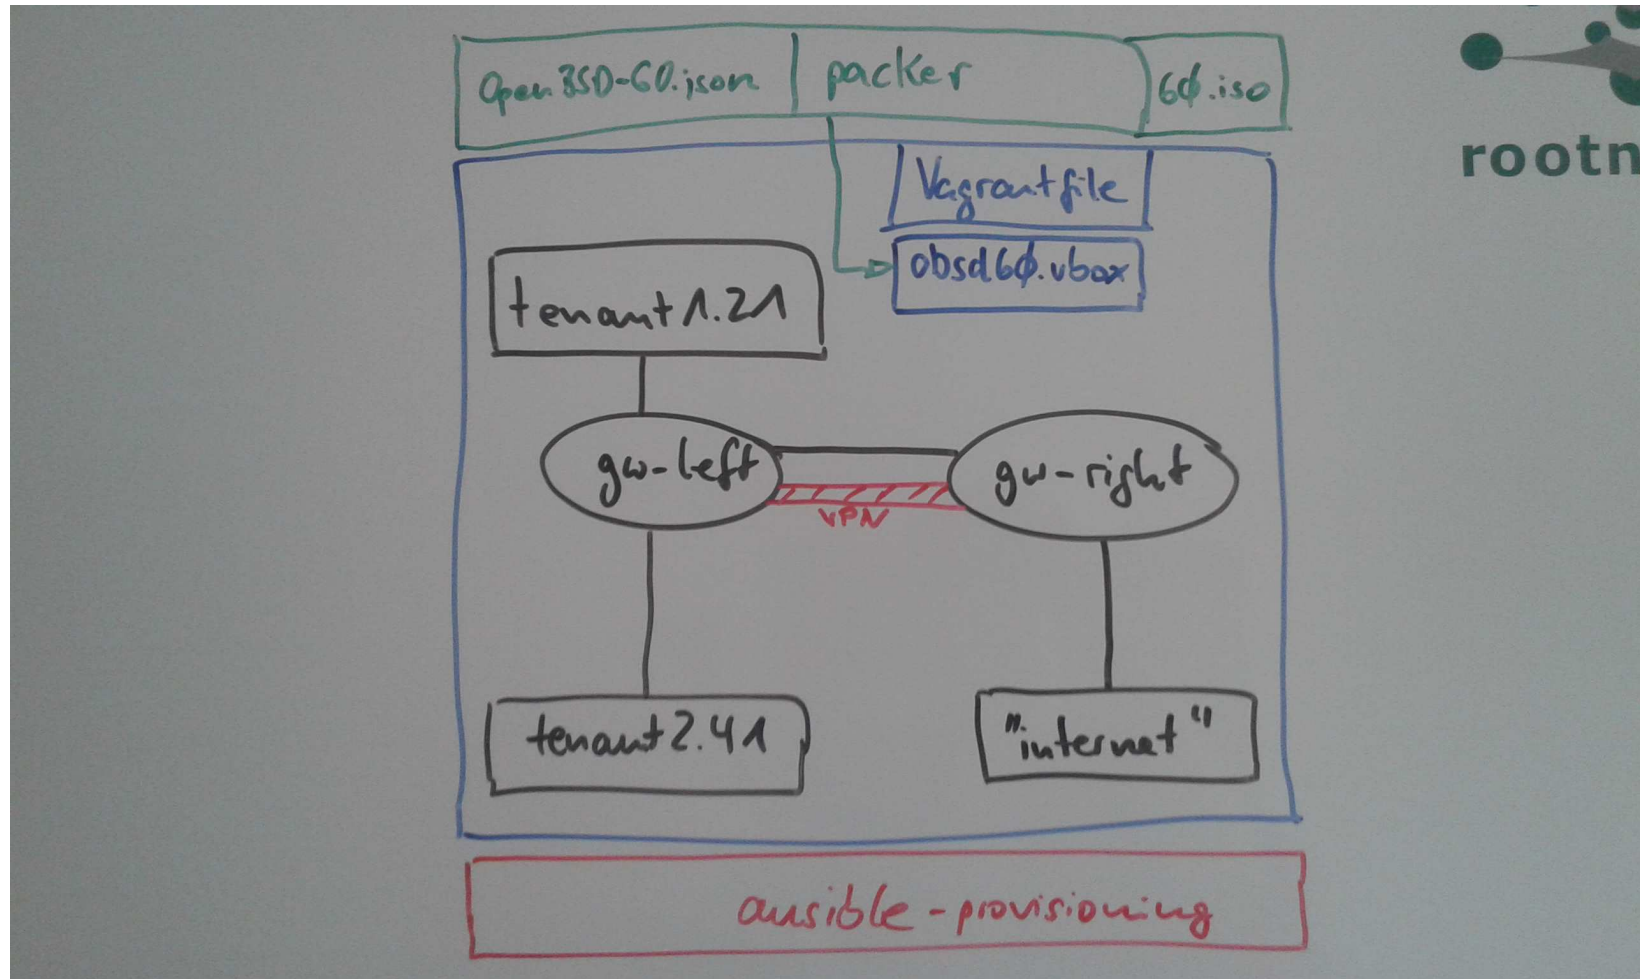 OpenBSD-60.json
packer
60.iso
rootn
Vagrantfile
obsd60.vbox
tenant1.21
gw-left
gw-right
VPN
tenant2.41
"internet"
ansible-provisioning